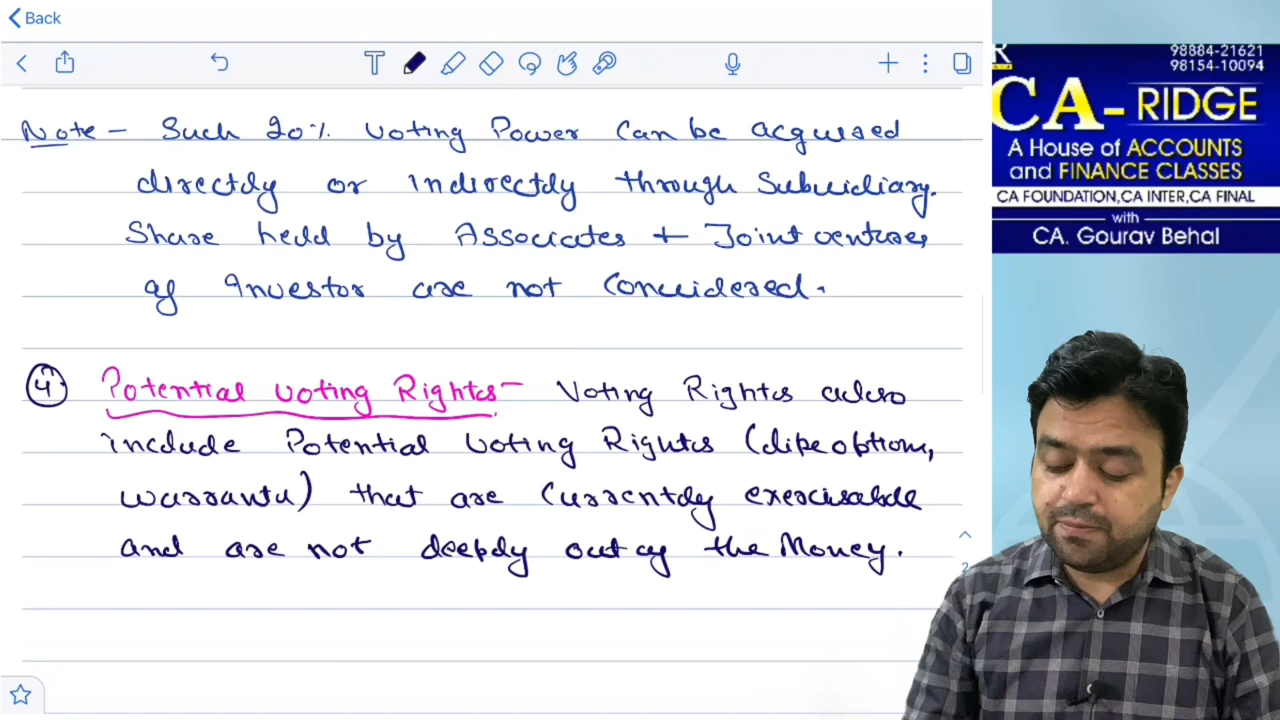 Back
98884-21621
98154-10094
CA-RIDGE
A House of ACCOUNTS
and FINANCE CLASSES
CA FOUNDATION,CA INTER,CA FINAL
with
CA. Gourav Behal
Note - Such 20% Voting Power can be acquired
directly or indirectly through Subsidiary.
Share held by Associates + Joint ventures
of Investor are not Considered.
4 Potential Voting Rights - Voting Rights also
include Potential Voting Rights (like options,
warrants) that are Currently exercisable
and are not deeply out of the Money.
2